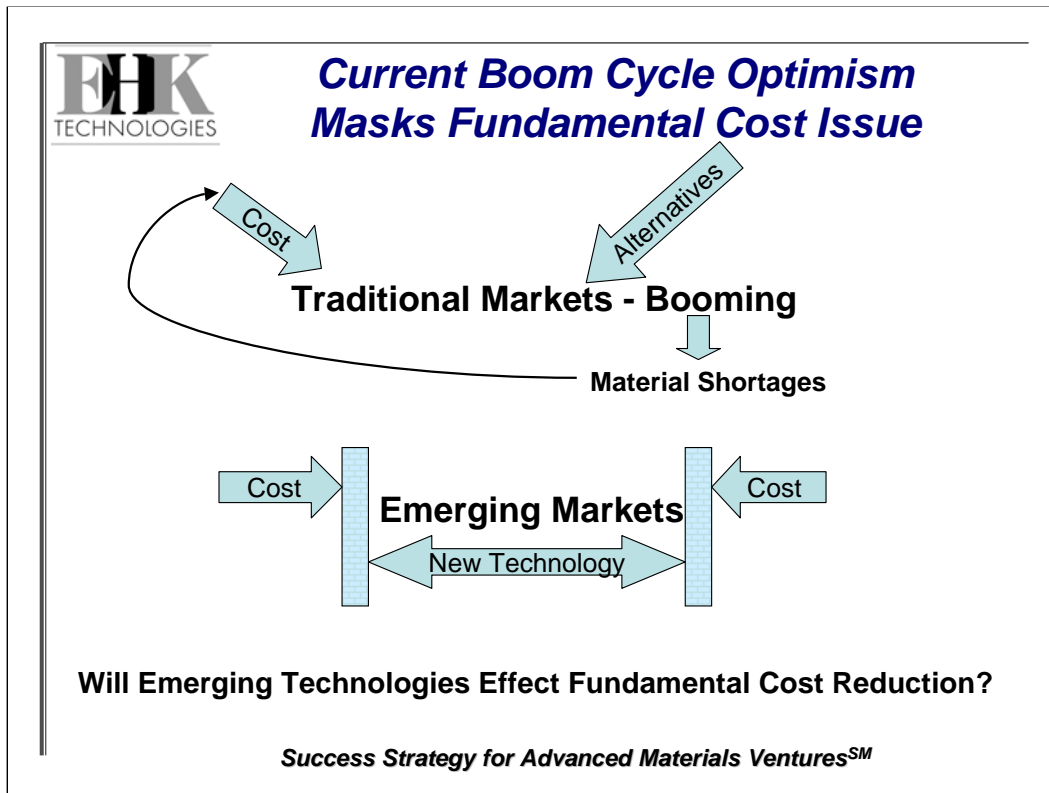 EHK
TECHNOLOGIES
Current Boom Cycle Optimism
Masks Fundamental Cost Issue
Cost
Alternatives
Traditional Markets - Booming
Material Shortages
Cost
Cost
Emerging Markets
New Technology
Will Emerging Technologies Effect Fundamental Cost Reduction?
Success Strategy for Advanced Materials Ventures℠